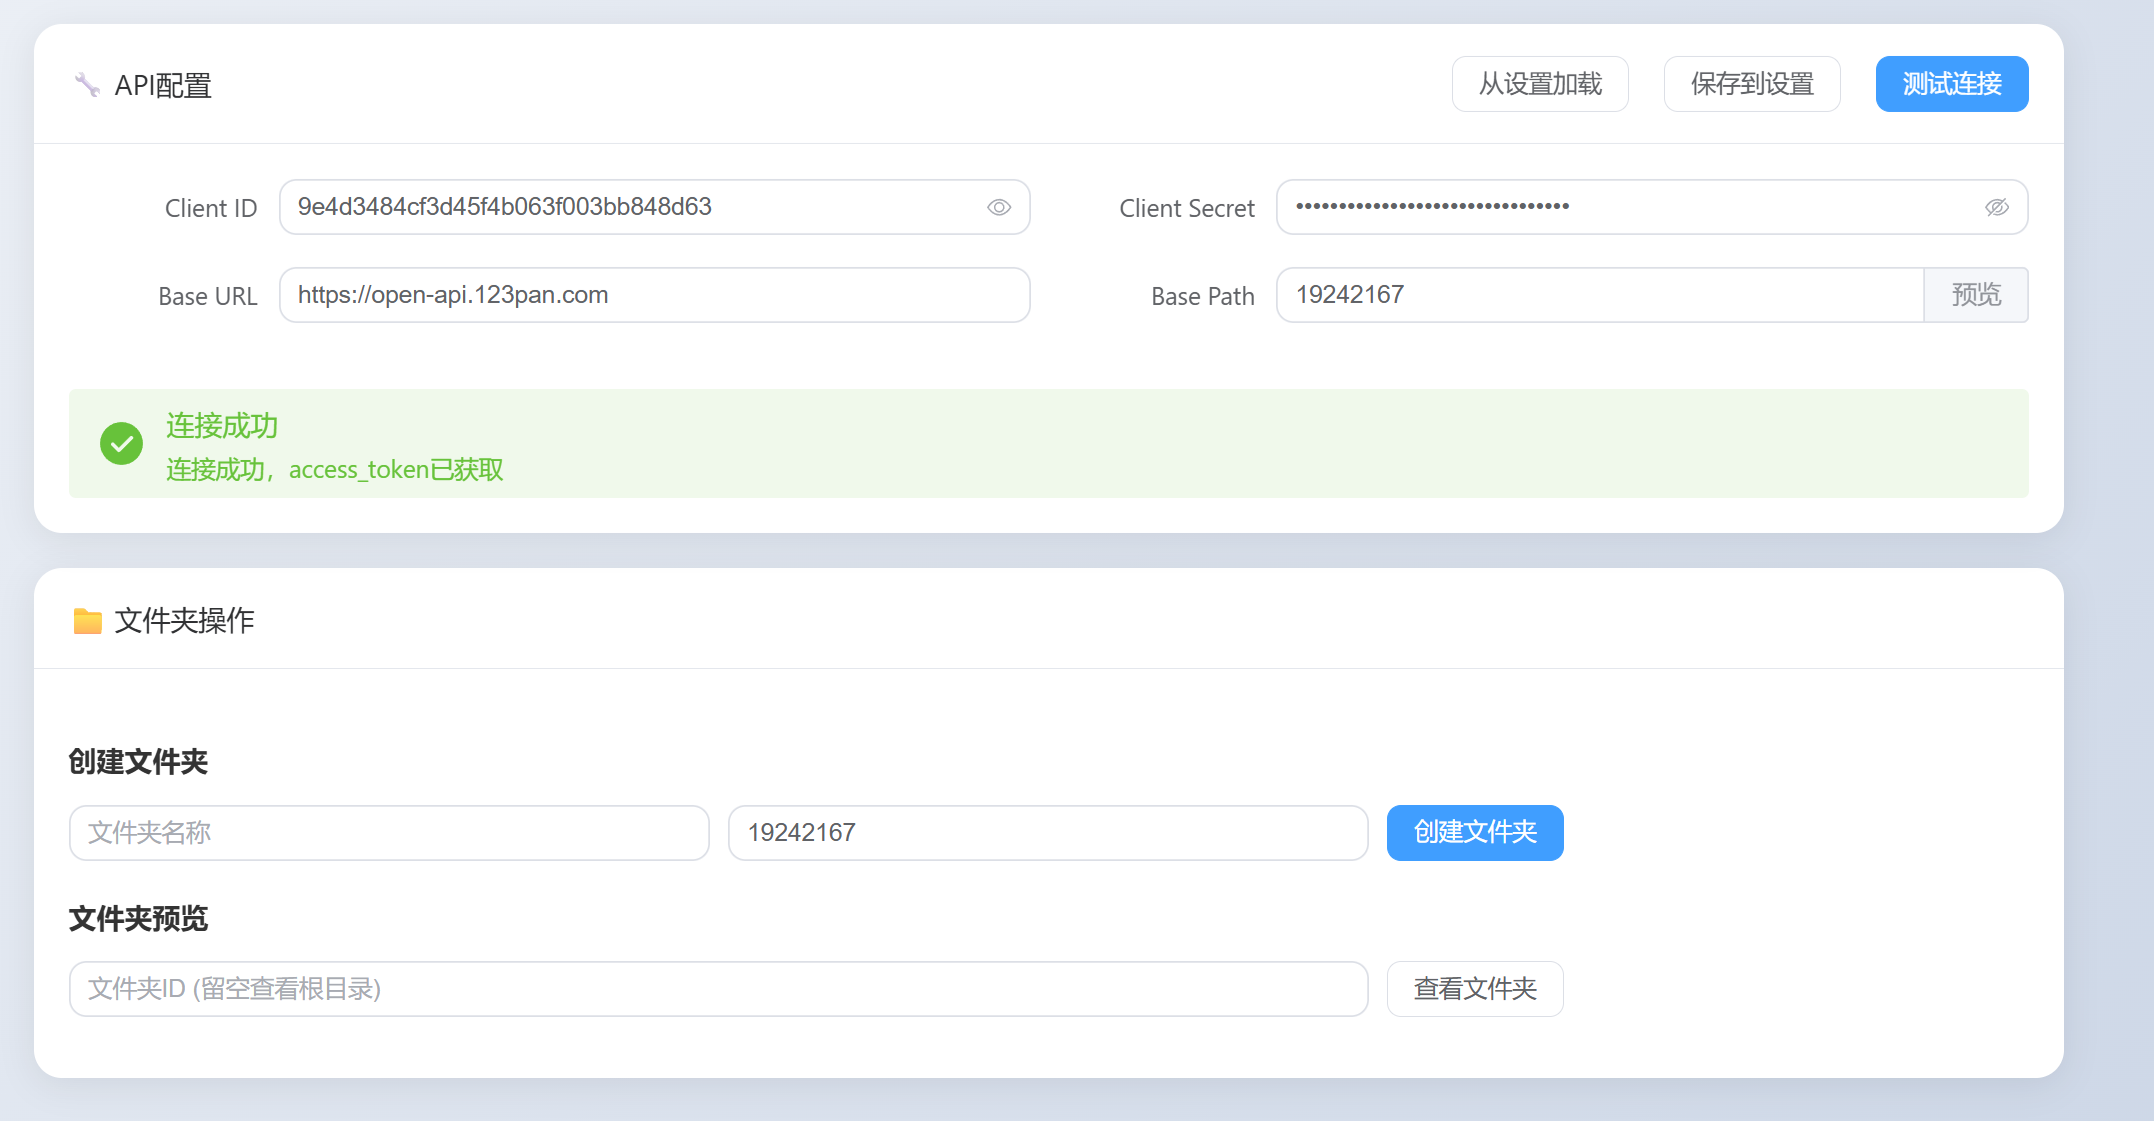 API配置
从设置加载
保存到设置
测试连接
Client ID
9e4d3484cf3d45f4b063f003bb848d63
Client Secret
••••••••••••••••••••••••••••••••
Base URL
https://open-api.123pan.com
Base Path
19242167
预览
连接成功
连接成功，access_token已获取
文件夹操作
创建文件夹
文件夹名称
19242167
创建文件夹
文件夹预览
文件夹ID (留空查看根目录)
查看文件夹